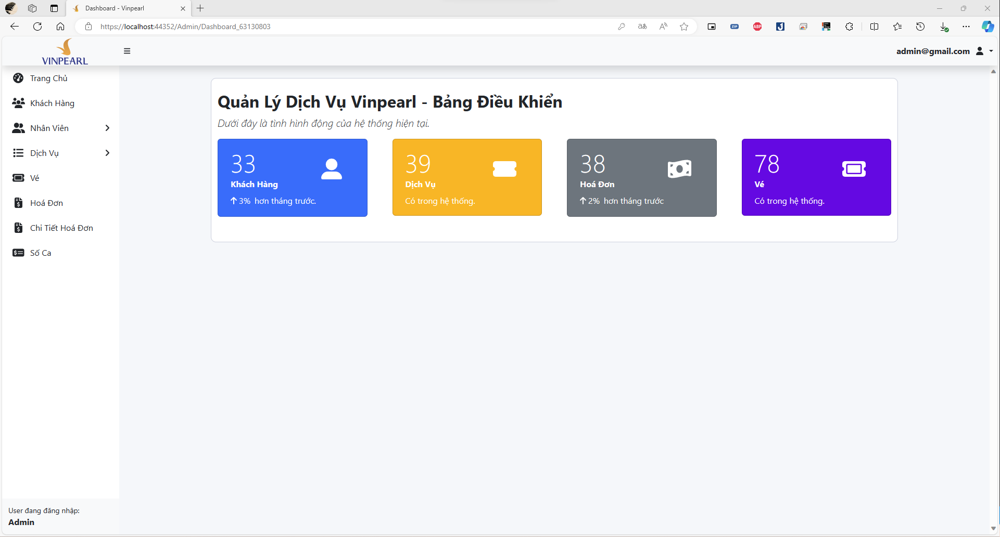 Dashboard - Vinpearl
https://localhost:44352/Admin/Dashboard_63130803
VINPEARL
admin@gmail.com
Trang Chủ
Khách Hàng
Nhân Viên
Dịch Vụ
Vé
Hoá Đơn
Chi Tiết Hoá Đơn
Số Ca
Quản Lý Dịch Vụ Vinpearl - Bảng Điều Khiển
Dưới đây là tình hình động của hệ thống hiện tại.
33
Khách Hàng
3% hơn tháng trước.
39
Dịch Vụ
Có trong hệ thống.
38
Hoá Đơn
2% hơn tháng trước
78
Vé
Có trong hệ thống.
User đang đăng nhập:
Admin